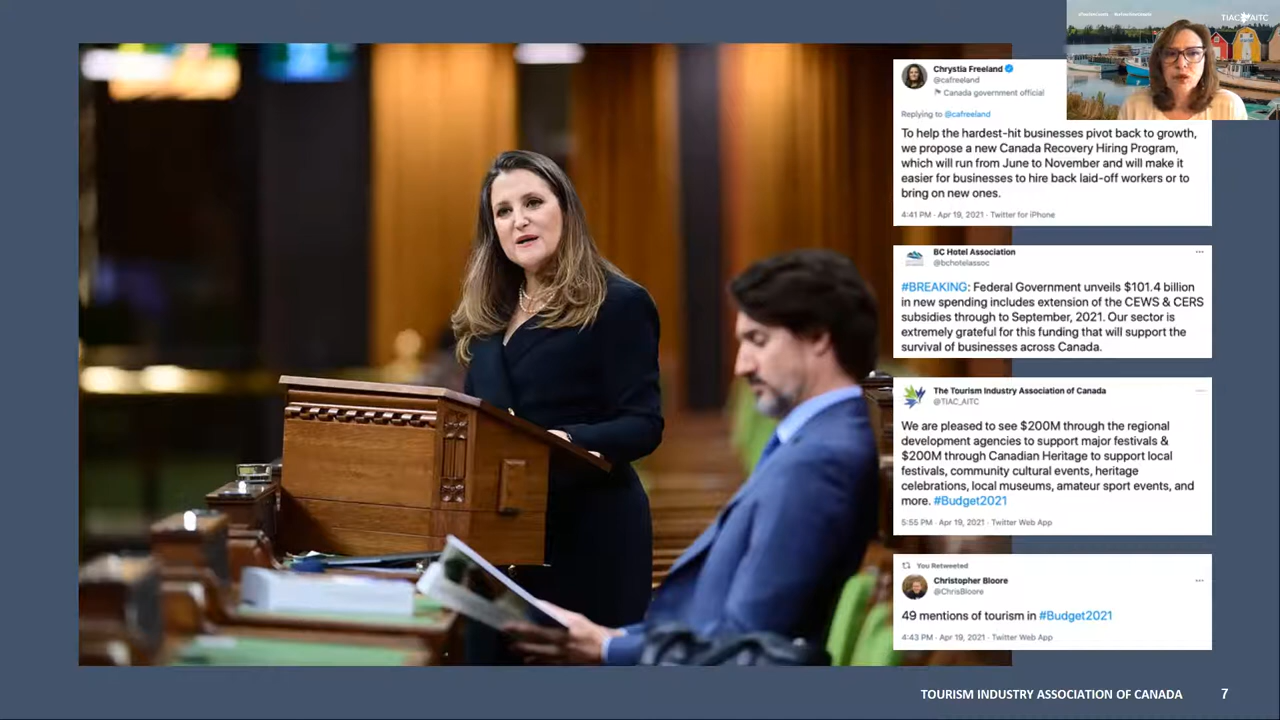 TIAC AITC
Chrystia Freeland
@cafreeland
Canada government official
Replying to @cafreeland
To help the hardest-hit businesses pivot back to growth,
we propose a new Canada Recovery Hiring Program,
which will run from June to November and will make it
easier for businesses to hire back laid-off workers or to
bring on new ones.
4:41 PM · Apr 19, 2021 · Twitter for iPhone
BC Hotel Association
@bchotelassoc
#BREAKING: Federal Government unveils $101.4 billion
in new spending includes extension of the CEWS & CERS
subsidies through to September, 2021. Our sector is
extremely grateful for this funding that will support the
survival of businesses across Canada.
The Tourism Industry Association of Canada
@TIAC_AITC
We are pleased to see $200M through the regional
development agencies to support major festivals &
$200M through Canadian Heritage to support local
festivals, community cultural events, heritage
celebrations, local museums, amateur sport events, and
more. #Budget2021
5:55 PM · Apr 19, 2021 · Twitter Web App
You Retweeted
Christopher Bloore
@ChrisBloore
49 mentions of tourism in #Budget2021
4:43 PM · Apr 19, 2021 · Twitter Web App
TOURISM INDUSTRY ASSOCIATION OF CANADA 7